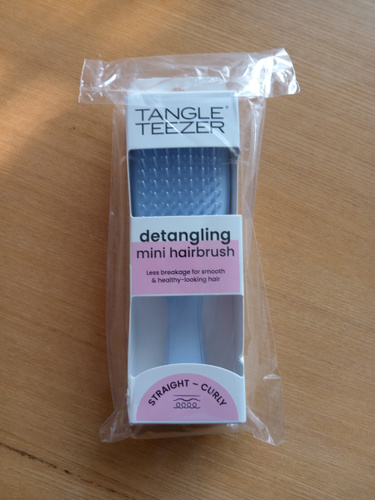 TANGLE®
TEEZER
detangling
mini hairbrush
Less breakage for smooth
& healthy-looking hair
STRAIGHT ~ CURLY